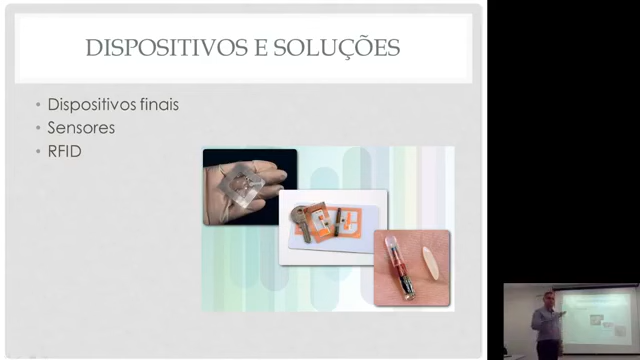 DISPOSITIVOS E SOLUÇÕES
• Dispositivos finais
• Sensores
• RFID